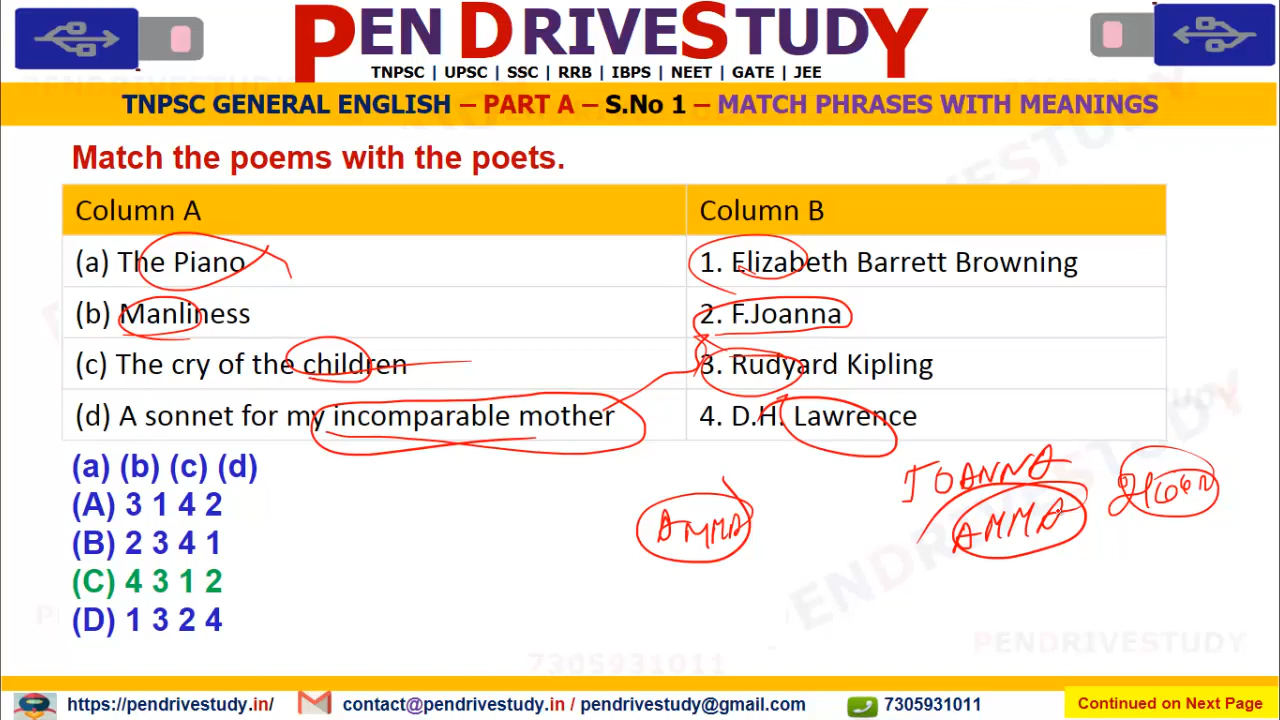 PEN DRIVESTUDY
TNPSC | UPSC | SSC | RRB | IBPS | NEET | GATE | JEE
TNPSC GENERAL ENGLISH – PART A – S.No 1 – MATCH PHRASES WITH MEANINGS
Match the poems with the poets.
Column A Column B
(a) The Piano 1. Elizabeth Barrett Browning
(b) Manliness 2. F.Joanna
(c) The cry of the children 3. Rudyard Kipling
(d) A sonnet for my incomparable mother 4. D.H. Lawrence
(a) (b) (c) (d)
(A) 3 1 4 2
(B) 2 3 4 1
(C) 4 3 1 2
(D) 1 3 2 4
JOANNA
AMMA AMMA
PENDRIVESTUDY
7305931011
https://pendrivestudy.in/ contact@pendrivestudy.in / pendrivestudy@gmail.com 7305931011 Continued on Next Page